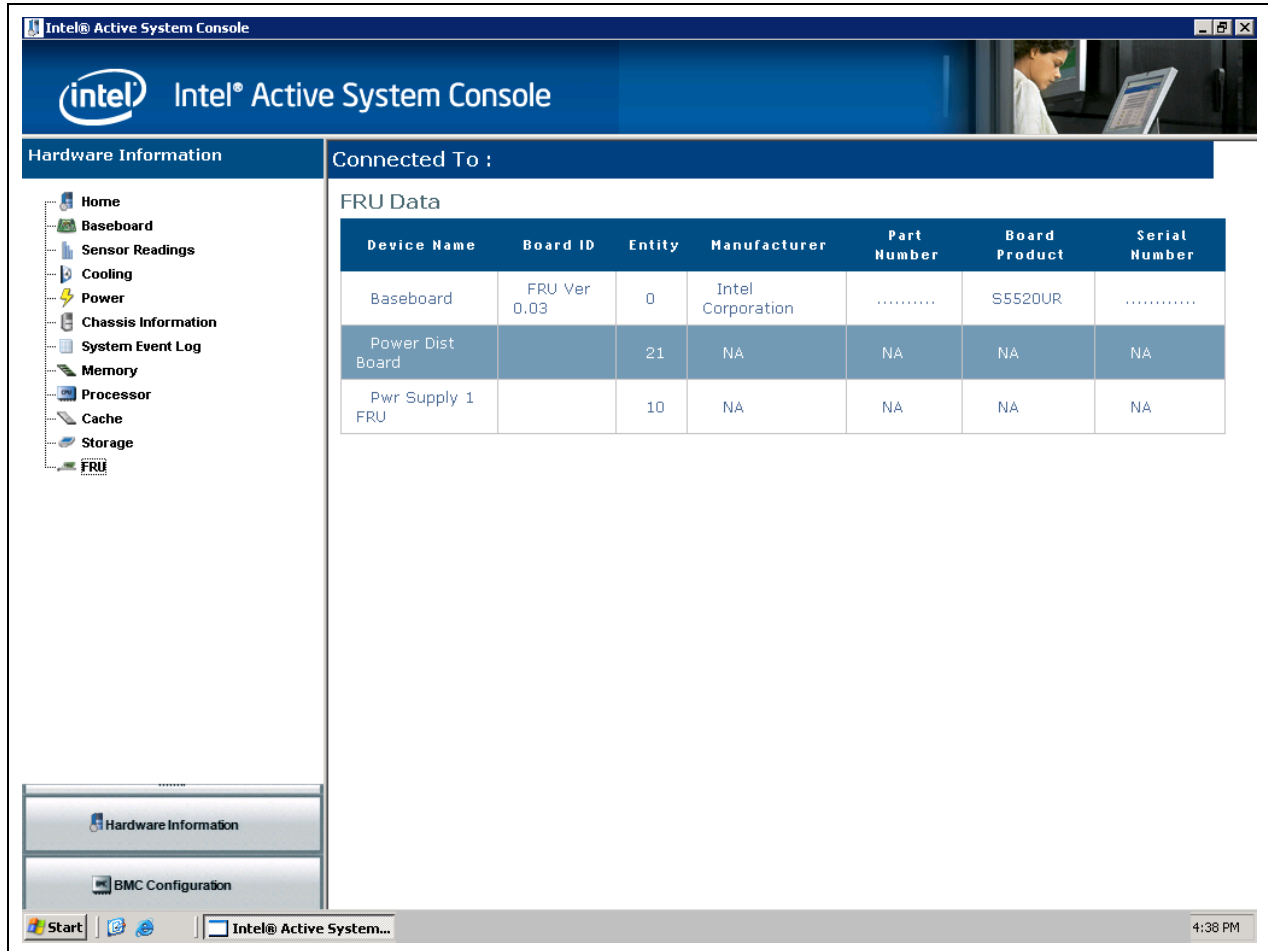 Intel® Active System Console
intel® Intel® Active System Console
Hardware Information
Connected To :
Home
Baseboard
Sensor Readings
Cooling
Power
Chassis Information
System Event Log
Memory
Processor
Cache
Storage
FRU
FRU Data
Device Name Board ID Entity Manufacturer Part Number Board Product Serial Number
Baseboard FRU Ver 0.03 0 Intel Corporation .......... S5520UR ............
Power Dist Board 21 NA NA NA NA
Pwr Supply 1 FRU 10 NA NA NA NA
Hardware Information
BMC Configuration
Start Intel® Active System... 4:38 PM